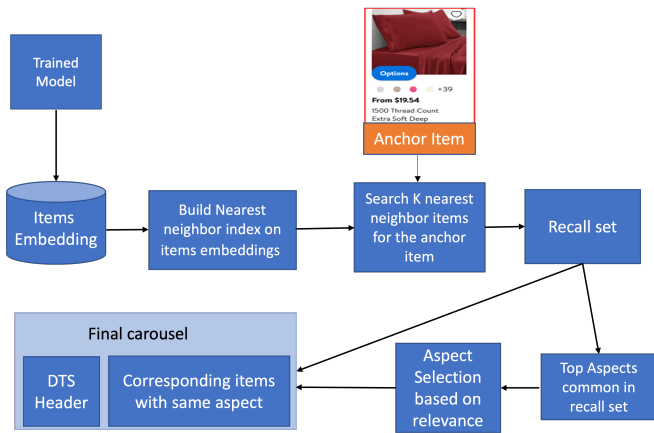 Trained
Model
Options
+39
From $19.54
1500 Thread Count
Extra Soft Deep
Anchor Item
Items
Embedding
Build Nearest
neighbor index on
items embeddings
Search K nearest
neighbor items
for the anchor
item
Recall set
Final carousel
DTS
Header
Corresponding items
with same aspect
Aspect
Selection
based on
relevance
Top Aspects
common in
recall set